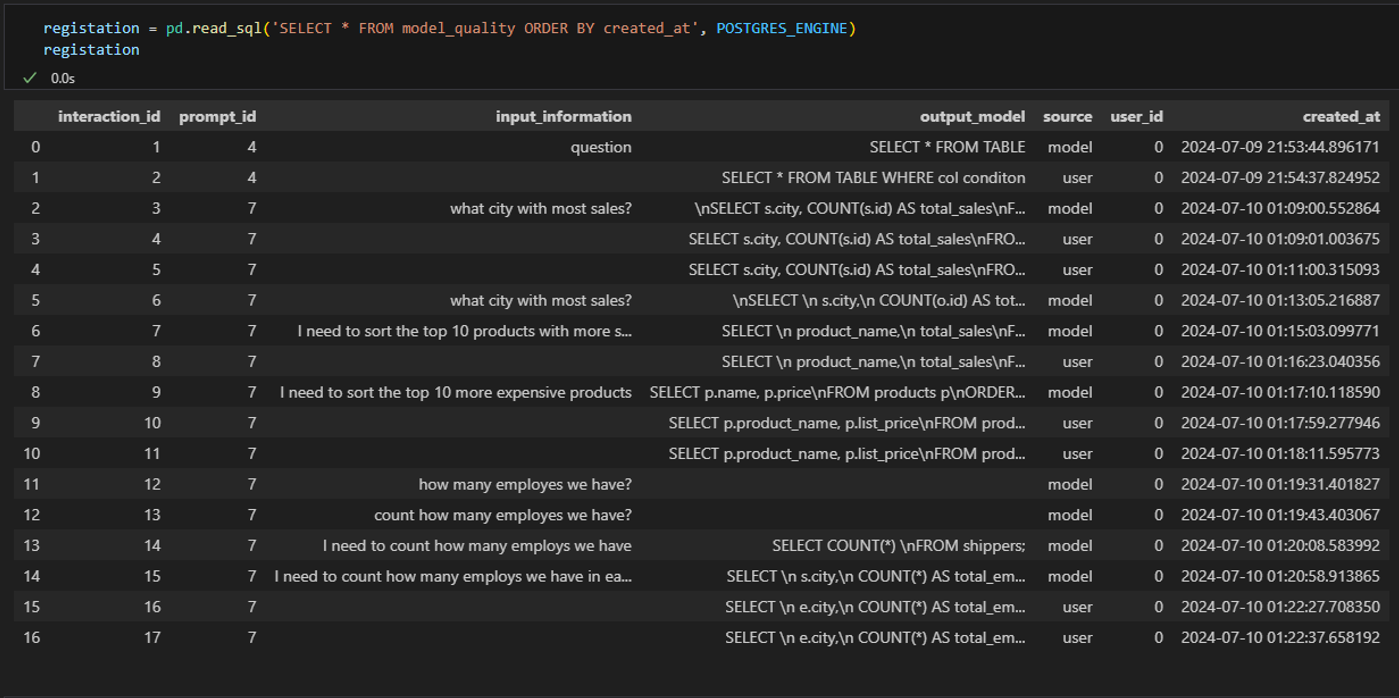 registation = pd.read_sql('SELECT * FROM model_quality ORDER BY created_at', POSTGRES_ENGINE)
registation
0.0s
interaction_id prompt_id input_information output_model source user_id created_at
0 1 4 question SELECT * FROM TABLE model 0 2024-07-09 21:53:44.896171
1 2 4 SELECT * FROM TABLE WHERE col conditon user 0 2024-07-09 21:54:37.824952
2 3 7 what city with most sales? \nSELECT s.city, COUNT(s.id) AS total_sales\nF... model 0 2024-07-10 01:09:00.552864
3 4 7 SELECT s.city, COUNT(s.id) AS total_sales\nFRO... user 0 2024-07-10 01:09:01.003675
4 5 7 SELECT s.city, COUNT(s.id) AS total_sales\nFRO... user 0 2024-07-10 01:11:00.315093
5 6 7 what city with most sales? \nSELECT \n s.city,\n COUNT(o.id) AS tot... model 0 2024-07-10 01:13:05.216887
6 7 7 I need to sort the top 10 products with more s... SELECT \n product_name,\n total_sales\nF... model 0 2024-07-10 01:15:03.099771
7 8 7 SELECT \n product_name,\n total_sales\nF... user 0 2024-07-10 01:16:23.040356
8 9 7 I need to sort the top 10 more expensive products SELECT p.name, p.price\nFROM products p\nORDER... model 0 2024-07-10 01:17:10.118590
9 10 7 SELECT p.product_name, p.list_price\nFROM prod... user 0 2024-07-10 01:17:59.277946
10 11 7 SELECT p.product_name, p.list_price\nFROM prod... user 0 2024-07-10 01:18:11.595773
11 12 7 how many employes we have? model 0 2024-07-10 01:19:31.401827
12 13 7 count how many employes we have? model 0 2024-07-10 01:19:43.403067
13 14 7 I need to count how many employs we have SELECT COUNT(*) \nFROM shippers; model 0 2024-07-10 01:20:08.583992
14 15 7 I need to count how many employs we have in ea... SELECT \n s.city,\n COUNT(*) AS total_em... model 0 2024-07-10 01:20:58.913865
15 16 7 SELECT \n e.city,\n COUNT(*) AS total_em... user 0 2024-07-10 01:22:27.708350
16 17 7 SELECT \n e.city,\n COUNT(*) AS total_em... user 0 2024-07-10 01:22:37.658192